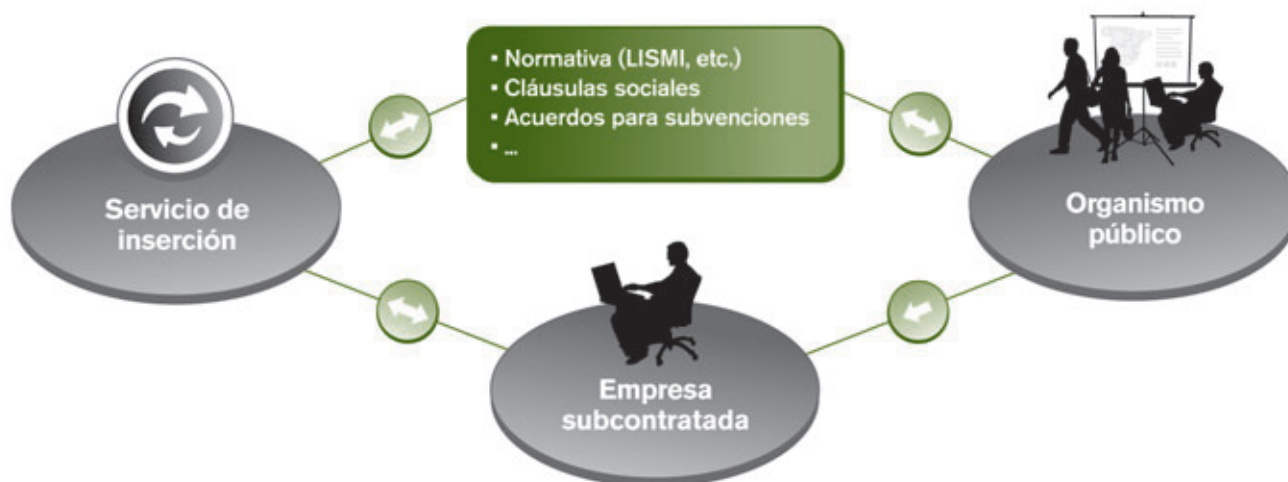 ▪ Normativa (LISMI, etc.)
▪ Cláusulas sociales
▪ Acuerdos para subvenciones
▪ ...
Servicio de
inserción
Organismo
público
Empresa
subcontratada